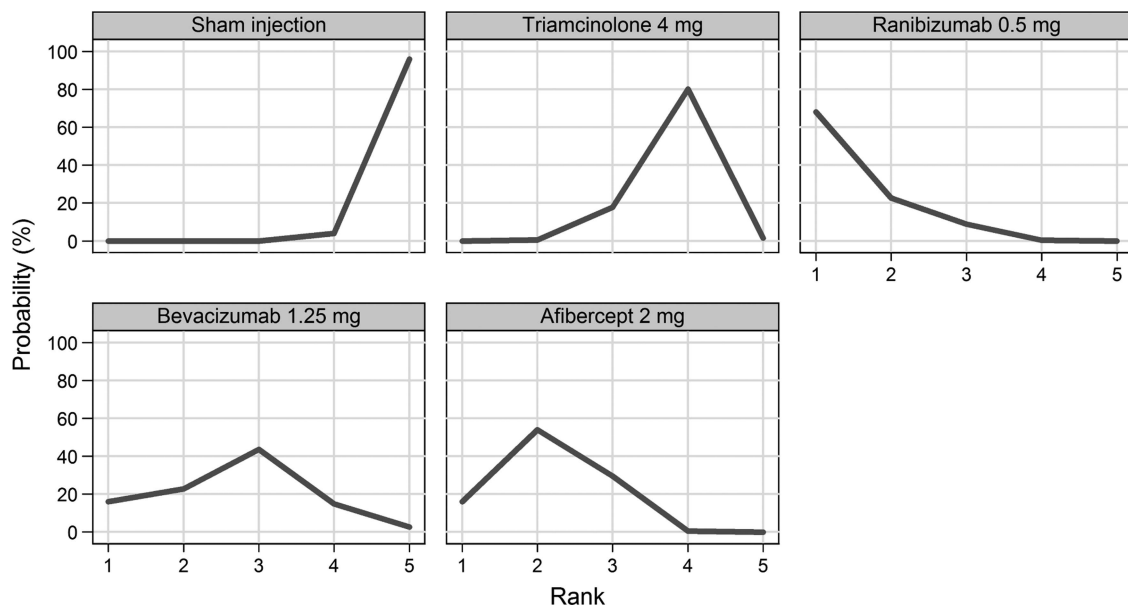 Sham injection
Triamcinolone 4 mg
Ranibizumab 0.5 mg
100
80
60
40
20
0
1 2 3 4 5
Bevacizumab 1.25 mg
Afibercept 2 mg
100
80
60
40
20
0
1 2 3 4 5
1 2 3 4 5
Probability (%)
Rank